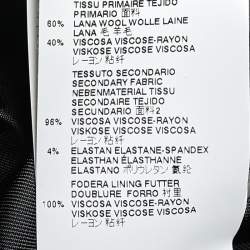 TISSU PRIMAIRE TEJIDO
PRIMARIO 面料
60% LANA WOOL WOLLE LAINE
LANA 毛 羊毛
40% VISCOSA VISCOSE-RAYON
VISKOSE VISCOSE VISCOSA
レーヨン 粘纤
TESSUTO SECONDARIO
SECONDARY FABRIC
NEBENMATERIAL TISSU
SECONDAIRE TEJIDO
SECUNDARIO 面料2
96% VISCOSA VISCOSE-RAYON
VISKOSE VISCOSE VISCOSA
レーヨン 粘纤
4% ELASTAN ELASTANE-SPANDEX
ELASTHAN ÉLASTHANNE
ELASTANO ポリウレタン 氨纶
FODERA LINING FUTTER
DOUBLURE FORRO 衬里
100% VISCOSA VISCOSE-RAYON
VISKOSE VISCOSE VISCOSA
レーヨン 粘纤